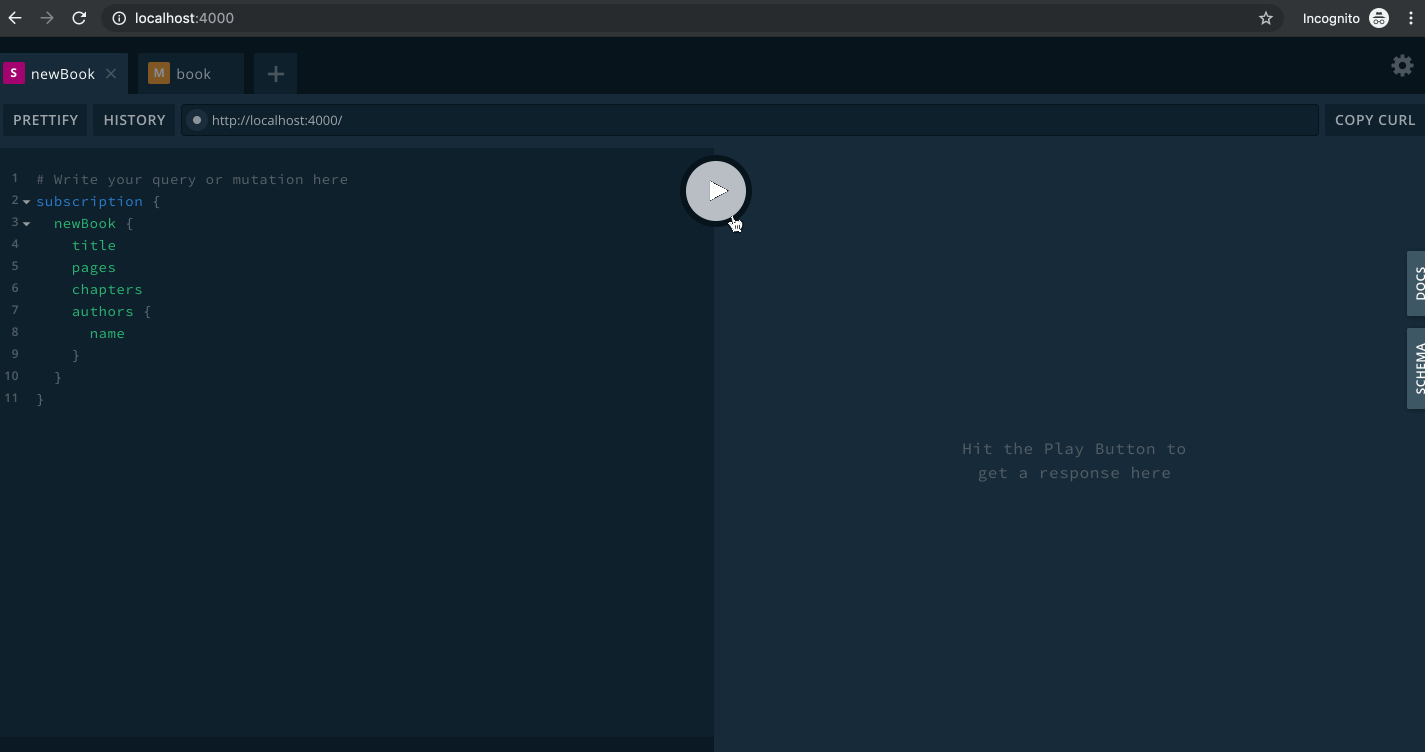 localhost:4000
Incognito
S newBook
M book
PRETTIFY HISTORY http://localhost:4000/ COPY CURL
1 # Write your query or mutation here
2 subscription {
3 newBook {
4 title
5 pages
6 chapters
7 authors {
8 name
9 }
10 }
11 }
Hit the Play Button to
get a response here
DOCS
SCHEMA